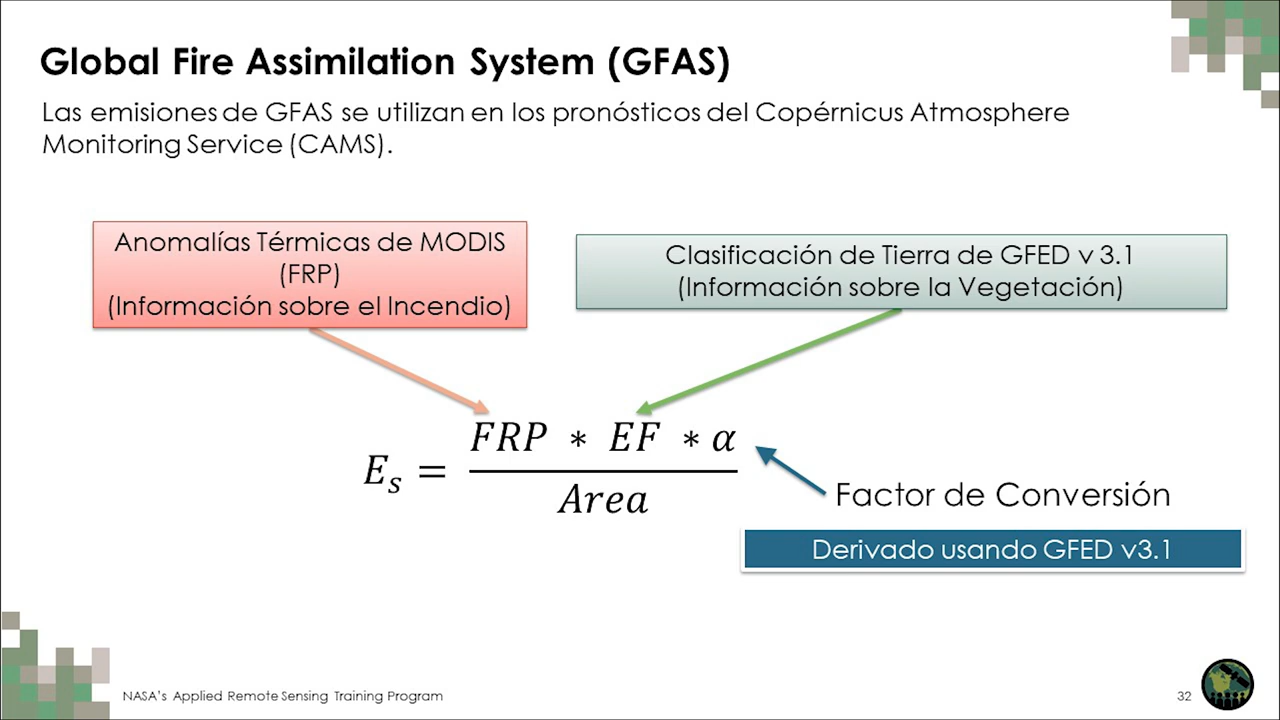 Global Fire Assimilation System (GFAS)
Las emisiones de GFAS se utilizan en los pronósticos del Copérnicus Atmosphere
Monitoring Service (CAMS).
Anomalías Térmicas de MODIS
(FRP)
(Información sobre el Incendio)
Clasificación de Tierra de GFED v 3.1
(Información sobre la Vegetación)
E_s = (FRP * EF * α) / Area
Factor de Conversión
Derivado usando GFED v3.1
NASA's Applied Remote Sensing Training Program
32